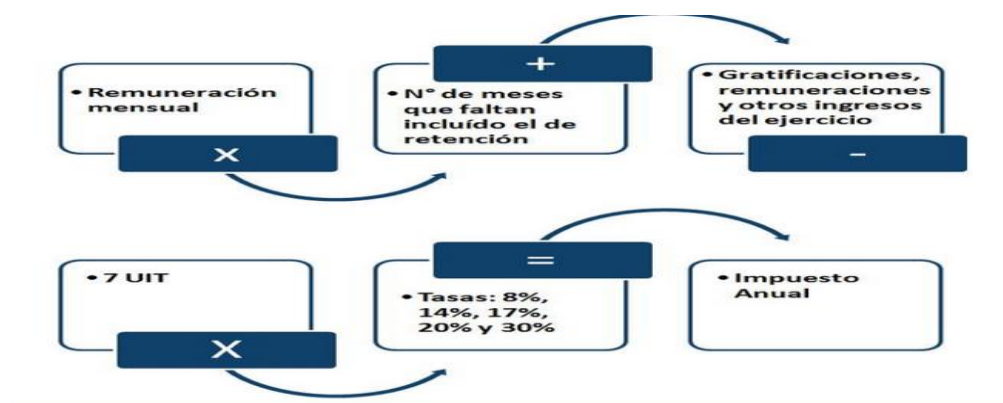 • Remuneración
mensual
X
+
• N° de meses
que faltan
incluído el de
retención
• Gratificaciones,
remuneraciones
y otros ingresos
del ejercicio
-
• 7 UIT
X
=
• Tasas: 8%,
14%, 17%,
20% y 30%
• Impuesto
Anual